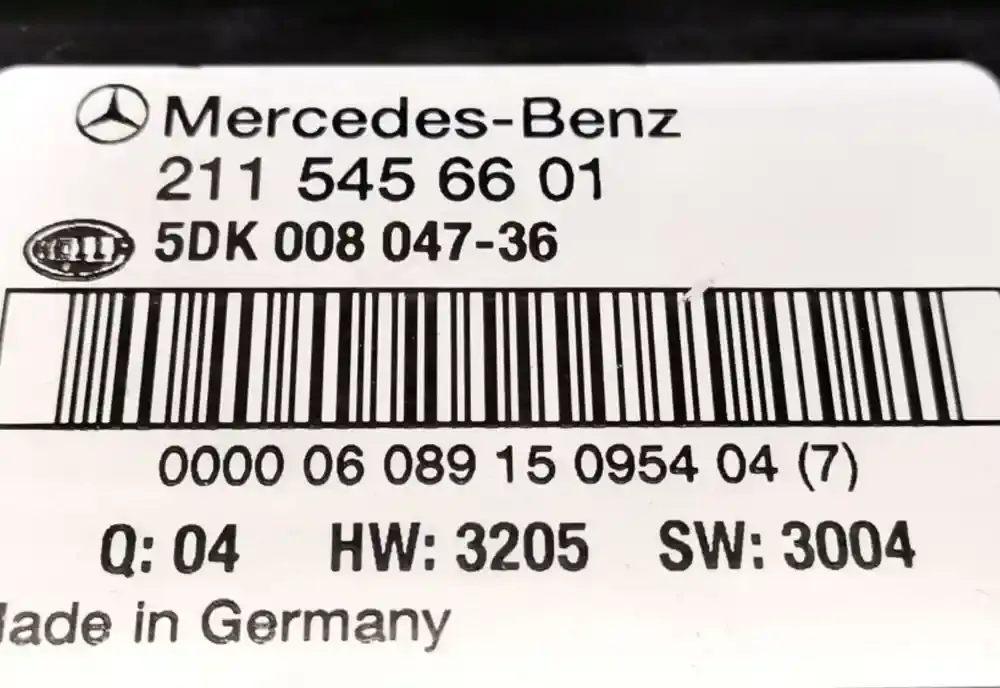 Mercedes-Benz
211 545 66 01
HELLA 5DK 008 047-36
0000 06 089 15 0954 04 (7)
Q: 04 HW: 3205 SW: 3004
Made in Germany